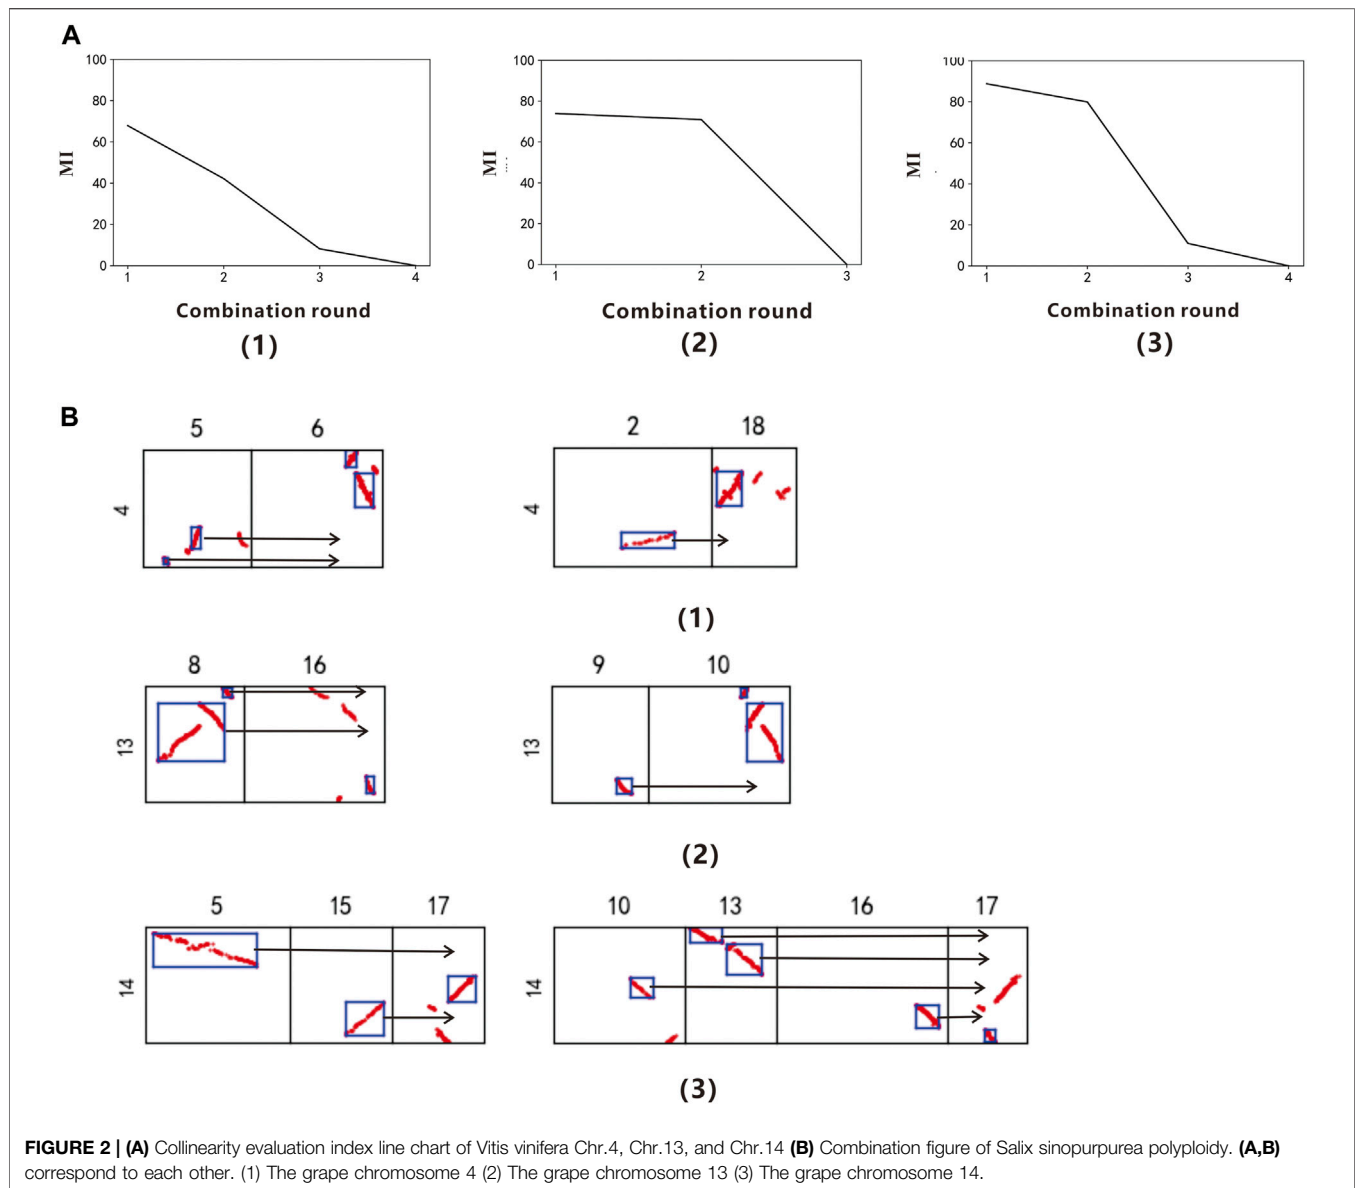 A
100
80
60
40
20
0
MI
1 2 3 4
Combination round
(1)
100
80
60
40
20
0
MI
1 2 3
Combination round
(2)
100
80
60
40
20
0
MI
1 2 3 4
Combination round
(3)
B
5 6
4
2 18
4
(1)
8 16
13
9 10
13
(2)
5 15 17
14
10 13 16 17
14
(3)
FIGURE 2 | (A) Collinearity evaluation index line chart of Vitis vinifera Chr.4, Chr.13, and Chr.14 (B) Combination figure of Salix sinopurpurea polyploidy. (A,B)
correspond to each other. (1) The grape chromosome 4 (2) The grape chromosome 13 (3) The grape chromosome 14.